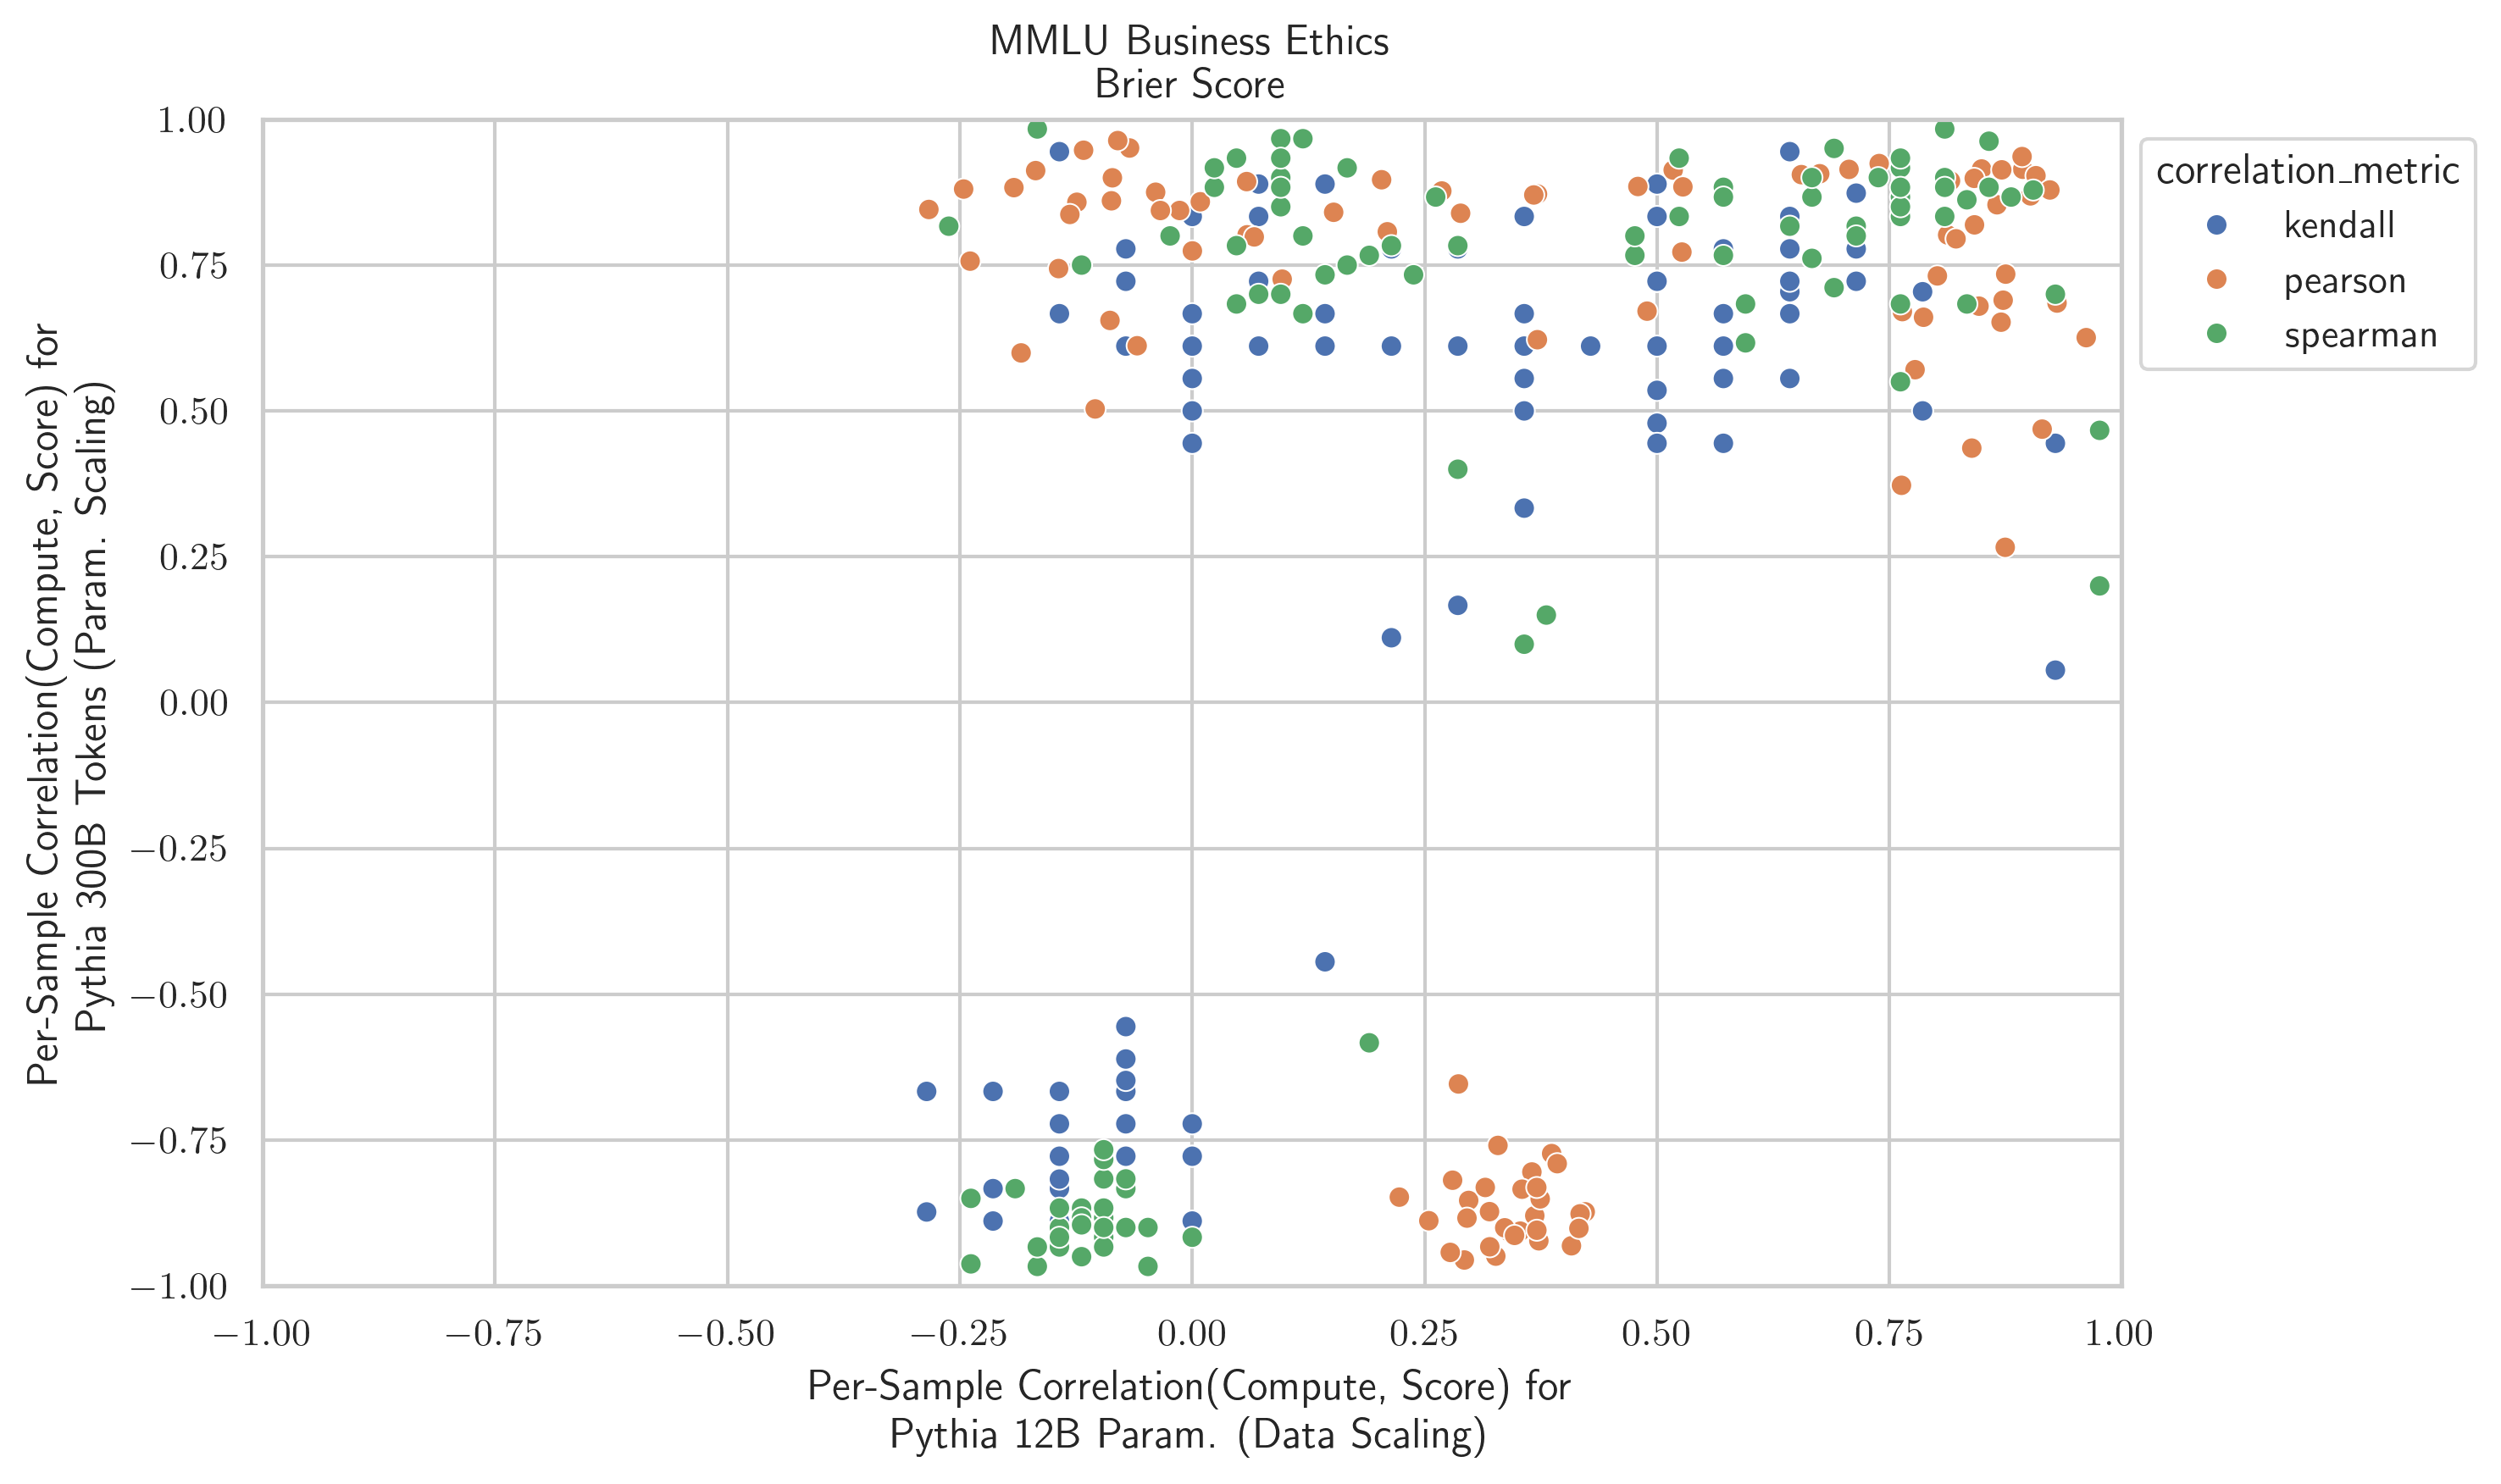 MMLU Business Ethics
Brier Score
Per-Sample Correlation(Compute, Score) for
Pythia 300B Tokens (Param. Scaling)
1.00
0.75
0.50
0.25
0.00
−0.25
−0.50
−0.75
−1.00
−1.00
−0.75
−0.50
−0.25
0.00
0.25
0.50
0.75
1.00
Per-Sample Correlation(Compute, Score) for
Pythia 12B Param. (Data Scaling)
correlation_metric
kendall
pearson
spearman